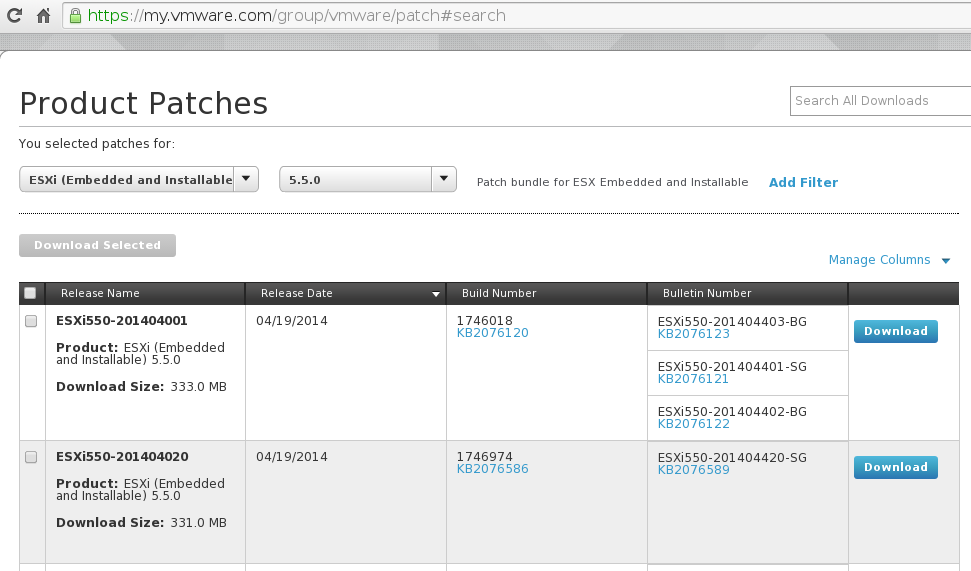 https://my.vmware.com/group/vmware/patch#search
Product Patches
Search All Downloads
You selected patches for:
ESXi (Embedded and Installable
5.5.0
Patch bundle for ESX Embedded and Installable
Add Filter
Download Selected
Manage Columns
Release Name
Release Date
Build Number
Bulletin Number
ESXi550-201404001
Product: ESXi (Embedded
and Installable) 5.5.0
Download Size: 333.0 MB
04/19/2014
1746018
KB2076120
ESXi550-201404403-BG
KB2076123
ESXi550-201404401-SG
KB2076121
ESXi550-201404402-BG
KB2076122
Download
ESXi550-201404020
Product: ESXi (Embedded
and Installable) 5.5.0
Download Size: 331.0 MB
04/19/2014
1746974
KB2076586
ESXi550-201404420-SG
KB2076589
Download